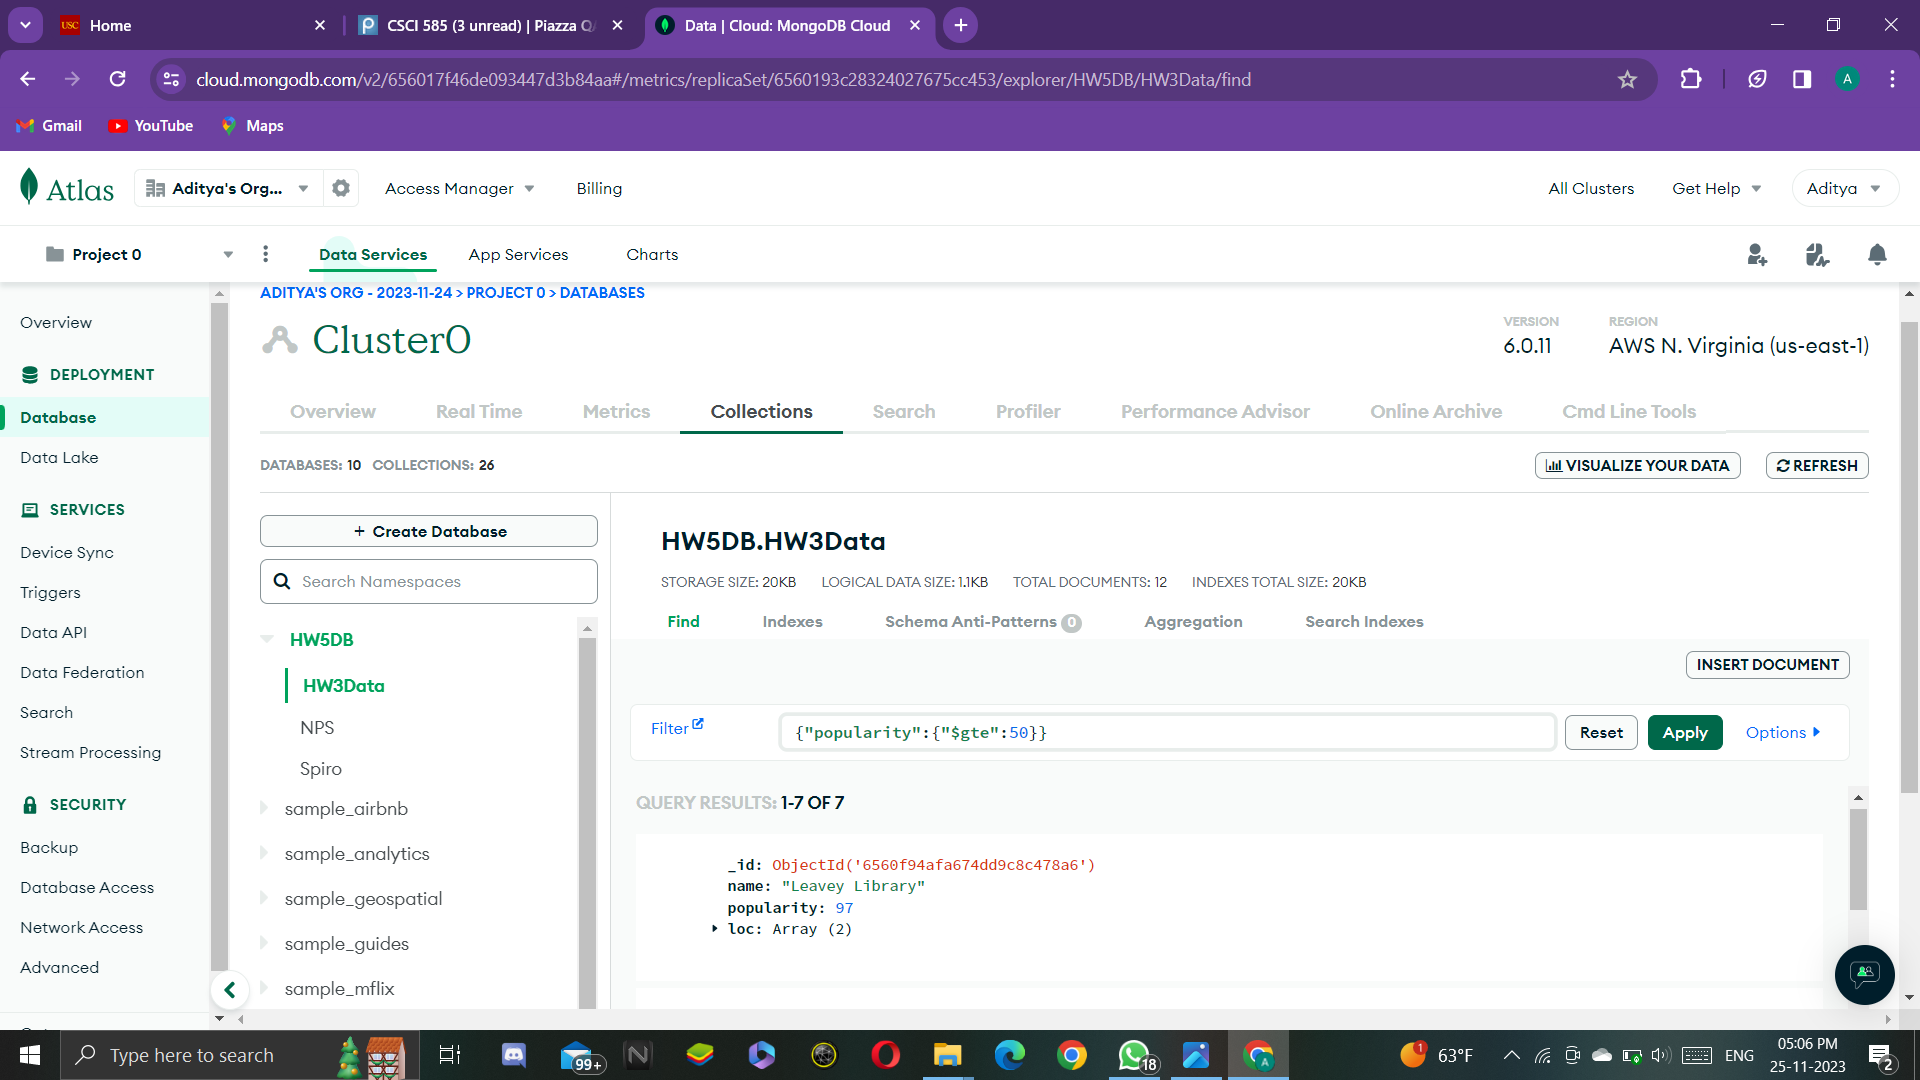 Home
CSCI 585 (3 unread) | Piazza Q
Data | Cloud: MongoDB Cloud
cloud.mongodb.com/v2/656017f46de093447d3b84aa#/metrics/replicaSet/6560193c28324027675cc453/explorer/HW5DB/HW3Data/find
A
Gmail
YouTube
Maps
Atlas
Aditya's Org...
Access Manager
Billing
All Clusters
Get Help
Aditya
Project 0
Data Services
App Services
Charts
Overview
DEPLOYMENT
Database
Data Lake
SERVICES
Device Sync
Triggers
Data API
Data Federation
Search
Stream Processing
SECURITY
Backup
Database Access
Network Access
Advanced
ADITYA'S ORG - 2023-11-24 > PROJECT 0 > DATABASES
Cluster0
VERSION
6.0.11
REGION
AWS N. Virginia (us-east-1)
Overview
Real Time
Metrics
Collections
Search
Profiler
Performance Advisor
Online Archive
Cmd Line Tools
DATABASES: 10 COLLECTIONS: 26
VISUALIZE YOUR DATA
REFRESH
+ Create Database
Search Namespaces
HW5DB
HW3Data
NPS
Spiro
sample_airbnb
sample_analytics
sample_geospatial
sample_guides
sample_mflix
HW5DB.HW3Data
STORAGE SIZE: 20KB LOGICAL DATA SIZE: 1.1KB TOTAL DOCUMENTS: 12 INDEXES TOTAL SIZE: 20KB
Find
Indexes
Schema Anti-Patterns 0
Aggregation
Search Indexes
INSERT DOCUMENT
Filter
{"popularity":{"$gte":50}}
Reset
Apply
Options
QUERY RESULTS: 1-7 OF 7
_id: ObjectId('6560f94afa674dd9c8c478a6')
name: "Leavey Library"
popularity: 97
loc: Array (2)
Type here to search
99+
18
1
63°F
ENG
05:06 PM
25-11-2023
2